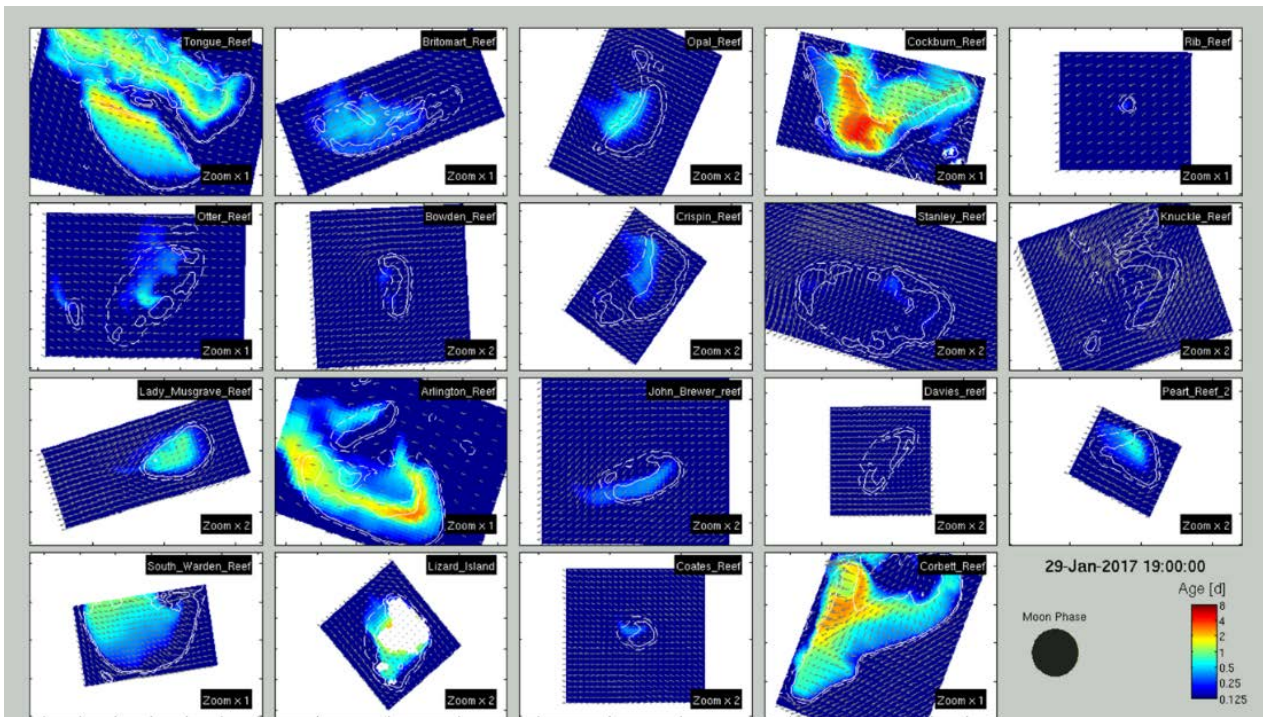 Tongue_Reef
Zoom × 1
Britomart_Reef
Zoom × 1
Opal_Reef
Zoom × 2
Cockburn_Reef
Zoom × 1
Rib_Reef
Zoom × 1
Otter_Reef
Zoom × 1
Bowden_Reef
Zoom × 2
Crispin_Reef
Zoom × 2
Stanley_Reef
Zoom × 2
Knuckle_Reef
Zoom × 2
Lady_Musgrave_Reef
Zoom × 2
Arlington_Reef
Zoom × 1
John_Brewer_reef
Zoom × 2
Davies_reef
Zoom × 2
Peart_Reef_2
Zoom × 2
South_Warden_Reef
Zoom × 1
Lizard_Island
Zoom × 2
Coates_Reef
Zoom × 2
Corbett_Reef
Zoom × 1
29-Jan-2017 19:00:00
Age [d]
Moon Phase
8
4
2
1
0.5
0.25
0.125